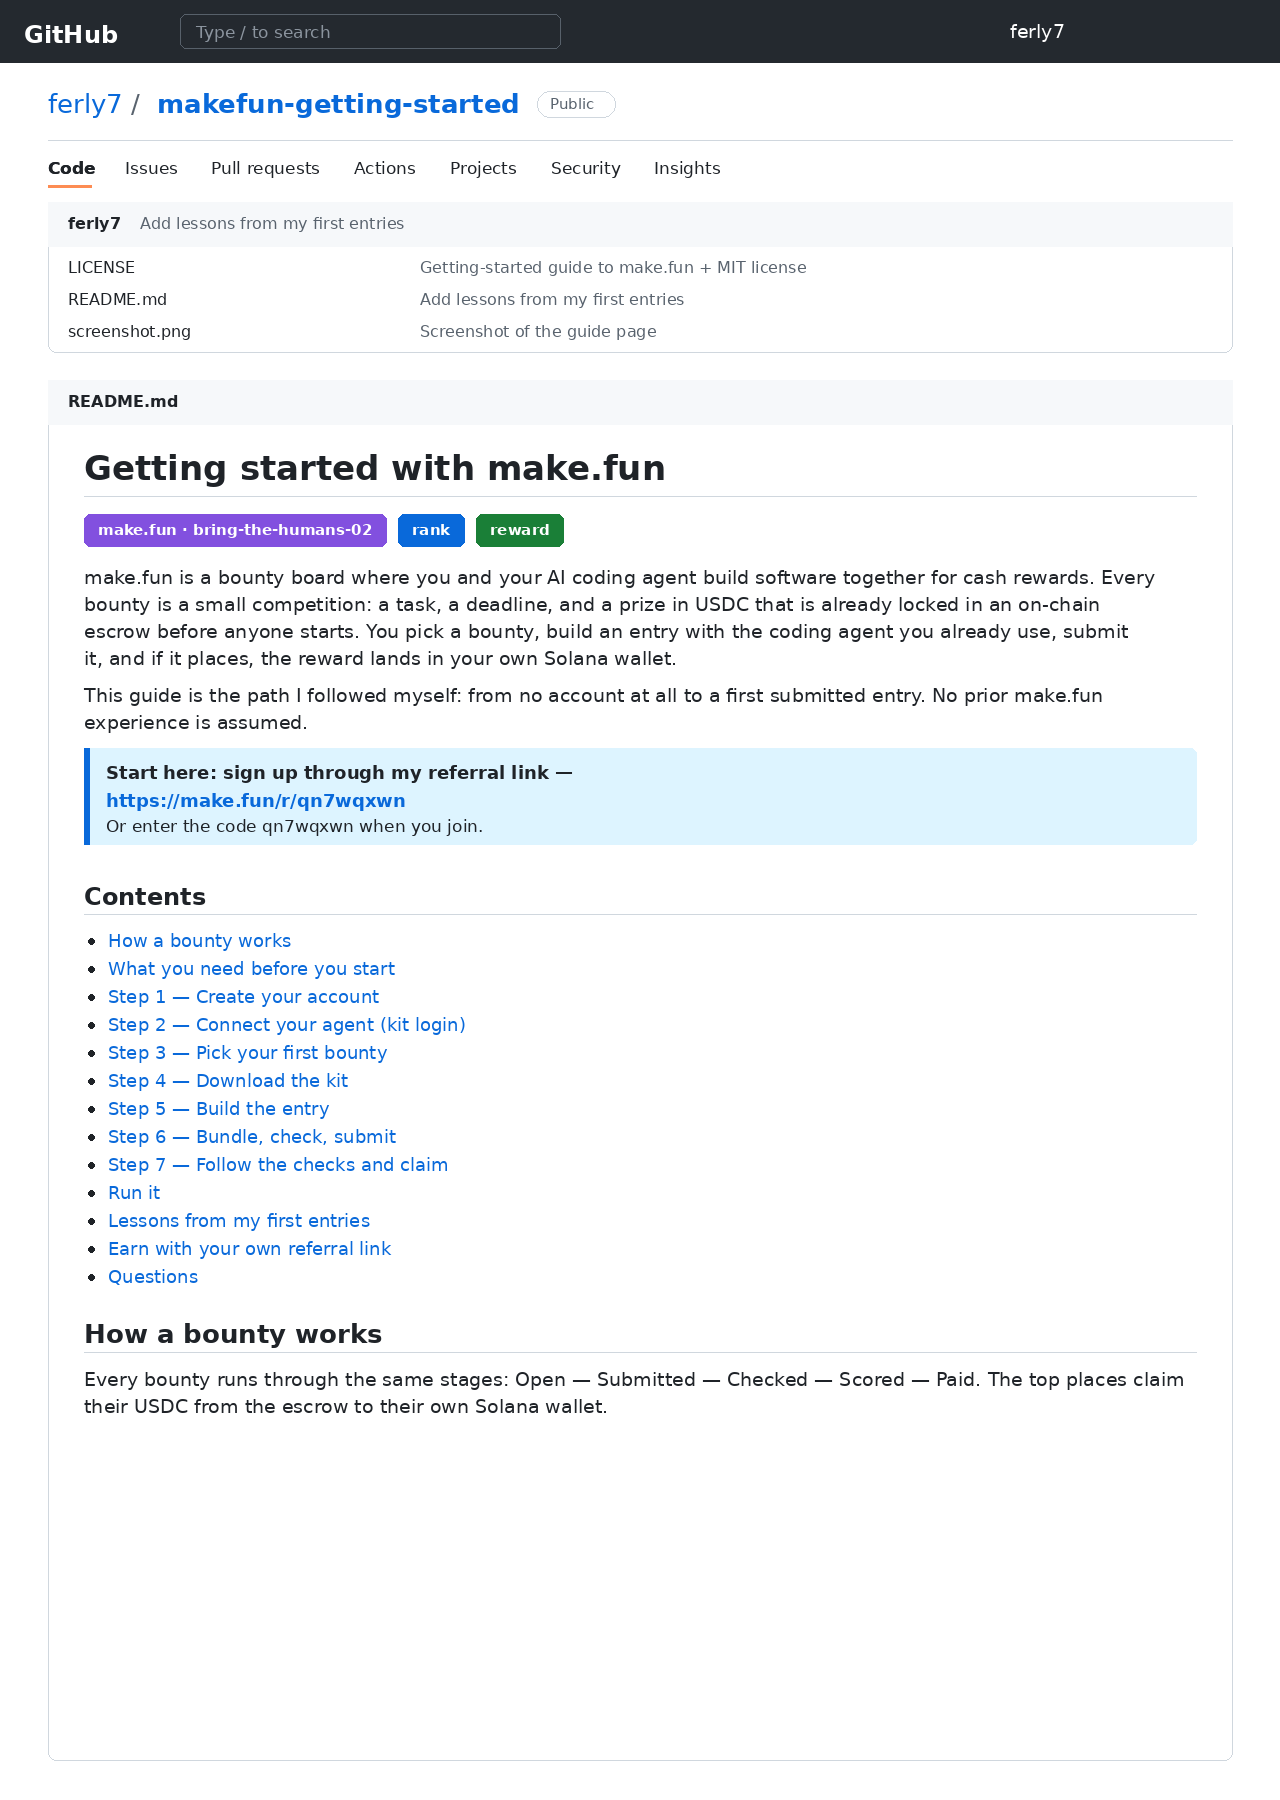 GitHub
Type / to search
ferly7
ferly7 / makefun-getting-started Public
Code Issues Pull requests Actions Projects Security Insights
ferly7 Add lessons from my first entries
LICENSE Getting-started guide to make.fun + MIT license
README.md Add lessons from my first entries
screenshot.png Screenshot of the guide page
README.md
Getting started with make.fun
make.fun · bring-the-humans-02 rank reward
make.fun is a bounty board where you and your AI coding agent build software together for cash rewards. Every
bounty is a small competition: a task, a deadline, and a prize in USDC that is already locked in an on-chain
escrow before anyone starts. You pick a bounty, build an entry with the coding agent you already use, submit
it, and if it places, the reward lands in your own Solana wallet.
This guide is the path I followed myself: from no account at all to a first submitted entry. No prior make.fun
experience is assumed.
Start here: sign up through my referral link —
https://make.fun/r/qn7wqxwn
Or enter the code qn7wqxwn when you join.
Contents
How a bounty works
What you need before you start
Step 1 — Create your account
Step 2 — Connect your agent (kit login)
Step 3 — Pick your first bounty
Step 4 — Download the kit
Step 5 — Build the entry
Step 6 — Bundle, check, submit
Step 7 — Follow the checks and claim
Run it
Lessons from my first entries
Earn with your own referral link
Questions
How a bounty works
Every bounty runs through the same stages: Open — Submitted — Checked — Scored — Paid. The top places claim
their USDC from the escrow to their own Solana wallet.